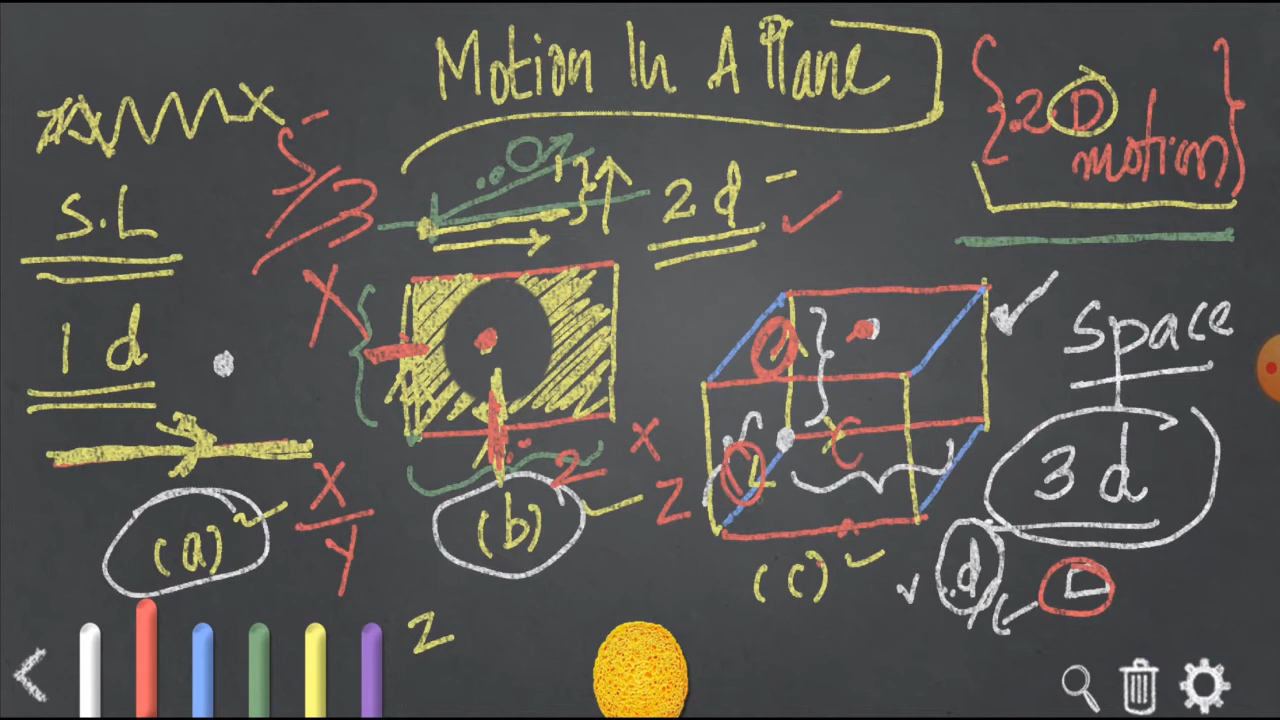 Motion In A Plane
{ 2D motion }
S.L
1 d
2 d
X
X
Y
(a)
2
(b)
X
Z
Z
C
(c)
Space
3 d
d
D